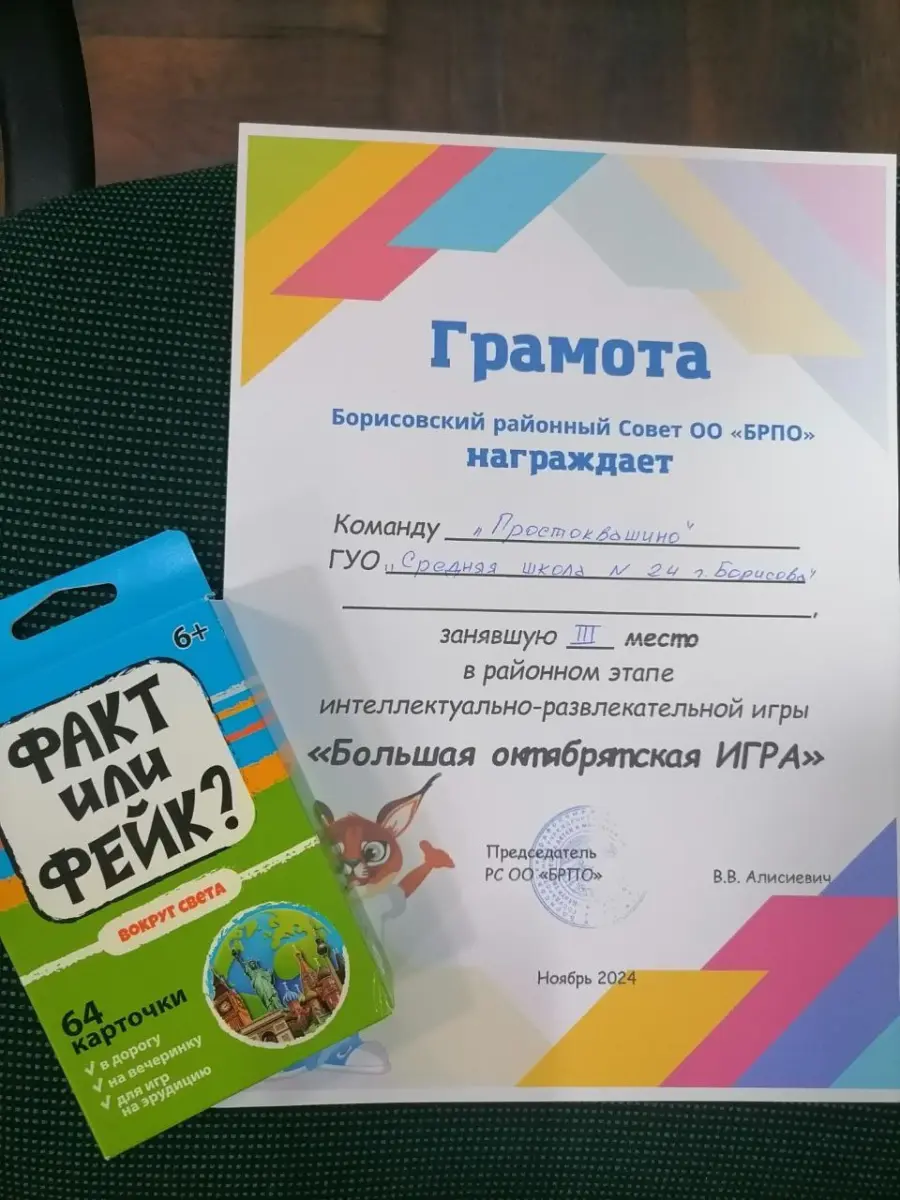 Грамота
Борисовский районный Совет ОО «БРПО»
награждает
Команду „Простоквашино"
ГУО „Средняя школа N 24 г. Борисова"
,
занявшую III место
в районном этапе
интеллектуально-развлекательной игры
«Большая октябрятская ИГРА»
Председатель
РС ОО «БРПО»
В.В. Алисиевич
Ноябрь 2024
6+
ФАКТ
или
ФЕЙК?
ВОКРУГ СВЕТА
64
карточки
в дорогу
на вечеринку
для игр
на эрудицию